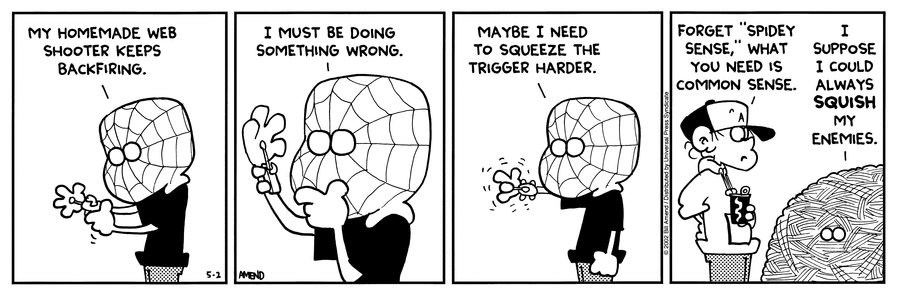 MY HOMEMADE WEB
SHOOTER KEEPS
BACKFIRING.
5-2
I MUST BE DOING
SOMETHING WRONG.
AMEND
MAYBE I NEED
TO SQUEEZE THE
TRIGGER HARDER.
© 2002 Bill Amend / Distributed by Universal Press Syndicate
FORGET "SPIDEY
SENSE," WHAT
YOU NEED IS
COMMON SENSE.
A
I
SUPPOSE
I COULD
ALWAYS
SQUISH
MY
ENEMIES.